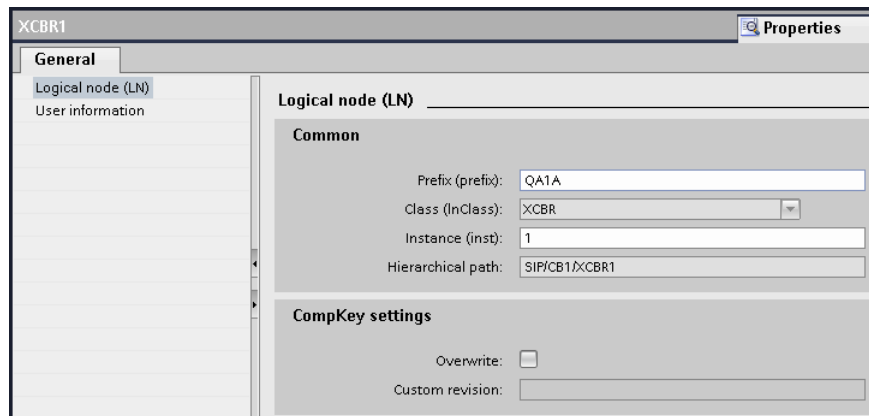 XCBR1
Properties
General
Logical node (LN)
User information
Logical node (LN)
Common
Prefix (prefix): QA1A
Class (lnClass): XCBR
Instance (inst): 1
Hierarchical path: SIP/CB1/XCBR1
CompKey settings
Overwrite:
Custom revision: